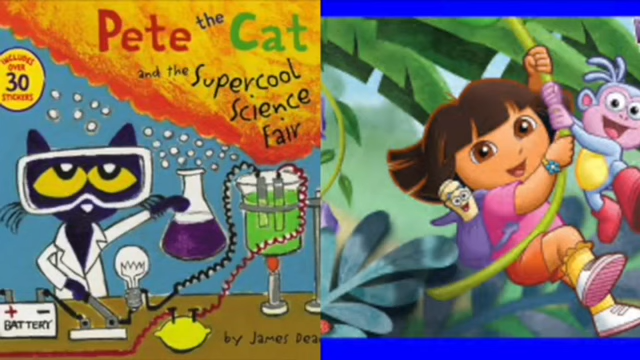 Pete the Cat
and the Supercool
Science
Fair
INCLUDES
OVER
30
STICKERS
+ -
BATTERY
by James Dea